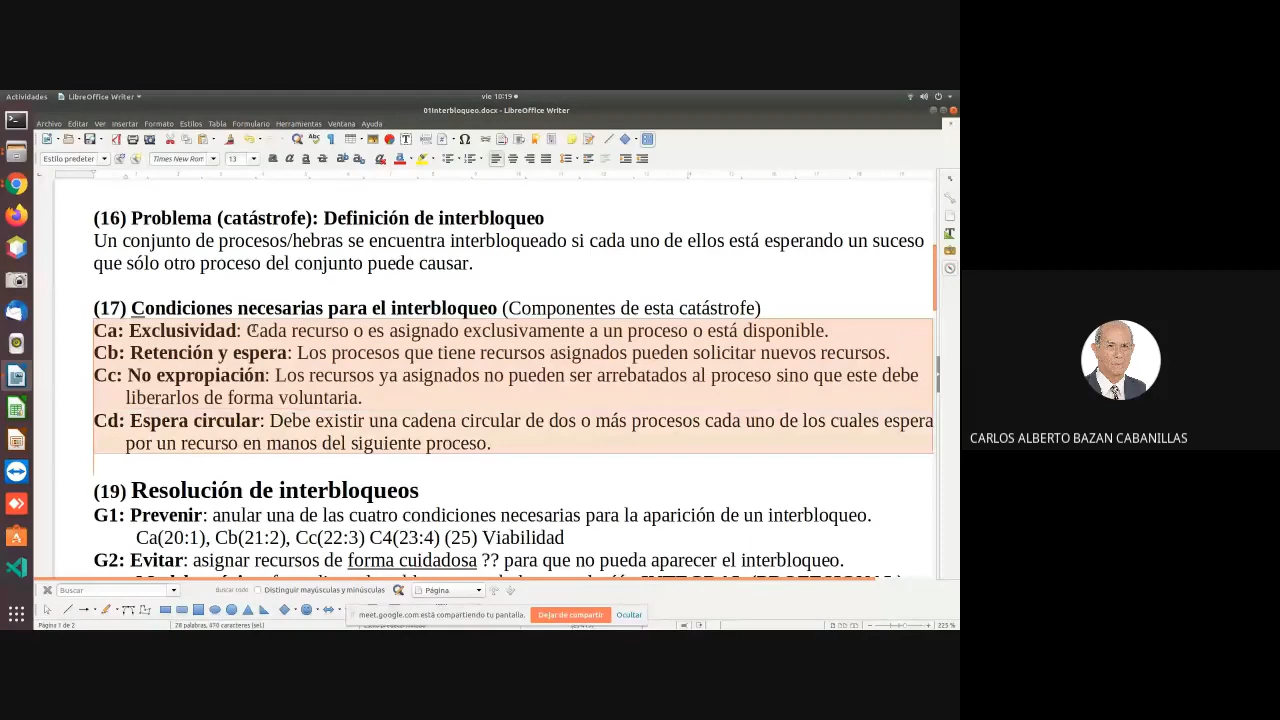 Actividades LibreOffice Writer vie 10:19
01Interbloqueo.docx - LibreOffice Writer
Archivo Editar Ver Insertar Formato Estilos Tabla Formulario Herramientas Ventana Ayuda
Estilo predeter Times New Rom 13
(16) Problema (catástrofe): Definición de interbloqueo
Un conjunto de procesos/hebras se encuentra interbloqueado si cada uno de ellos está esperando un suceso
que sólo otro proceso del conjunto puede causar.
(17) Condiciones necesarias para el interbloqueo (Componentes de esta catástrofe)
Ca: Exclusividad: Cada recurso o es asignado exclusivamente a un proceso o está disponible.
Cb: Retención y espera: Los procesos que tiene recursos asignados pueden solicitar nuevos recursos.
Cc: No expropiación: Los recursos ya asignados no pueden ser arrebatados al proceso sino que este debe
liberarlos de forma voluntaria.
Cd: Espera circular: Debe existir una cadena circular de dos o más procesos cada uno de los cuales espera
por un recurso en manos del siguiente proceso.
(19) Resolución de interbloqueos
G1: Prevenir: anular una de las cuatro condiciones necesarias para la aparición de un interbloqueo.
Ca(20:1), Cb(21:2), Cc(22:3) C4(23:4) (25) Viabilidad
G2: Evitar: asignar recursos de forma cuidadosa ?? para que no pueda aparecer el interbloqueo.
Buscar Buscar todo Distinguir mayúsculas y minúsculas Página
meet.google.com está compartiendo tu pantalla. Dejar de compartir Ocultar
Página 1 de 2 225 %
CARLOS ALBERTO BAZAN CABANILLAS